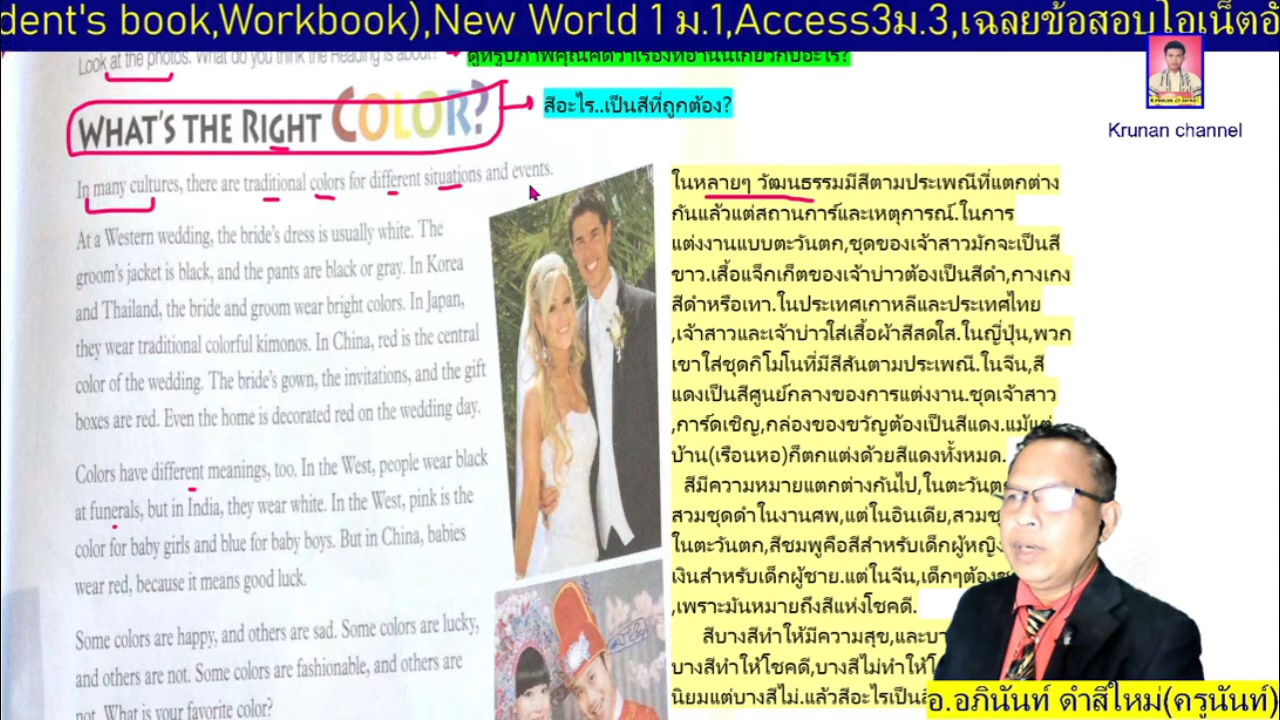 dent's book,Workbook),New World 1 ม.1,Access3ม.3,เฉลยข้อสอบโอเน็ตอั
Look at the photos. What do you think the Reading is about?
ดูที่รูปภาพคุณคิดว่าเรื่องที่อ่านนั้นเกี่ยวกับอะไร?
WHAT'S THE RIGHT COLOR?
สีอะไร..เป็นสีที่ถูกต้อง?
Krunan channel
In many cultures, there are traditional colors for different situations and events.
At a Western wedding, the bride's dress is usually white. The
groom's jacket is black, and the pants are black or gray. In Korea
and Thailand, the bride and groom wear bright colors. In Japan,
they wear traditional colorful kimonos. In China, red is the central
color of the wedding. The bride's gown, the invitations, and the gift
boxes are red. Even the home is decorated red on the wedding day.
Colors have different meanings, too. In the West, people wear black
at funerals, but in India, they wear white. In the West, pink is the
color for baby girls and blue for baby boys. But in China, babies
wear red, because it means good luck.
Some colors are happy, and others are sad. Some colors are lucky,
and others are not. Some colors are fashionable, and others are
not. What is your favorite color?
ในหลายๆ วัฒนธรรมมีสีตามประเพณีที่แตกต่าง
กันแล้วแต่สถานการ์และเหตุการณ์.ในการ
แต่งงานแบบตะวันตก,ชุดของเจ้าสาวมักจะเป็นสี
ขาว.เสื้อแจ็กเก็ตของเจ้าบ่าวต้องเป็นสีดำ,กางเกง
สีดำหรือเทา.ในประเทศเกาหลีและประเทศไทย
,เจ้าสาวและเจ้าบ่าวใส่เสื้อผ้าสีสดใส.ในญี่ปุ่น,พวก
เขาใส่ชุดกิโมโนที่มีสีสันตามประเพณี.ในจีน,สี
แดงเป็นสีศูนย์กลางของการแต่งงาน.ชุดเจ้าสาว
,การ์ดเชิญ,กล่องของขวัญต้องเป็นสีแดง.แม้แต่
บ้าน(เรือนหอ)ก็ตกแต่งด้วยสีแดงทั้งหมด.
สีมีความหมายแตกต่างกันไป,ในตะวันตก
สวมชุดดำในงานศพ,แต่ในอินเดีย,สวมชุ
ในตะวันตก,สีชมพูคือสีสำหรับเด็กผู้หญิง
เงินสำหรับเด็กผู้ชาย.แต่ในจีน,เด็กๆต้อง
,เพราะมันหมายถึงสีแห่งโชคดี.
สีบางสีทำให้มีความสุข,และบา
บางสีทำให้โชคดี,บางสีไม่ทำให้
นิยมแต่บางสีไม่.แล้วสีอะไรเป็น
อ.อภินันท์ ดำสีใหม่(ครูนันท์)